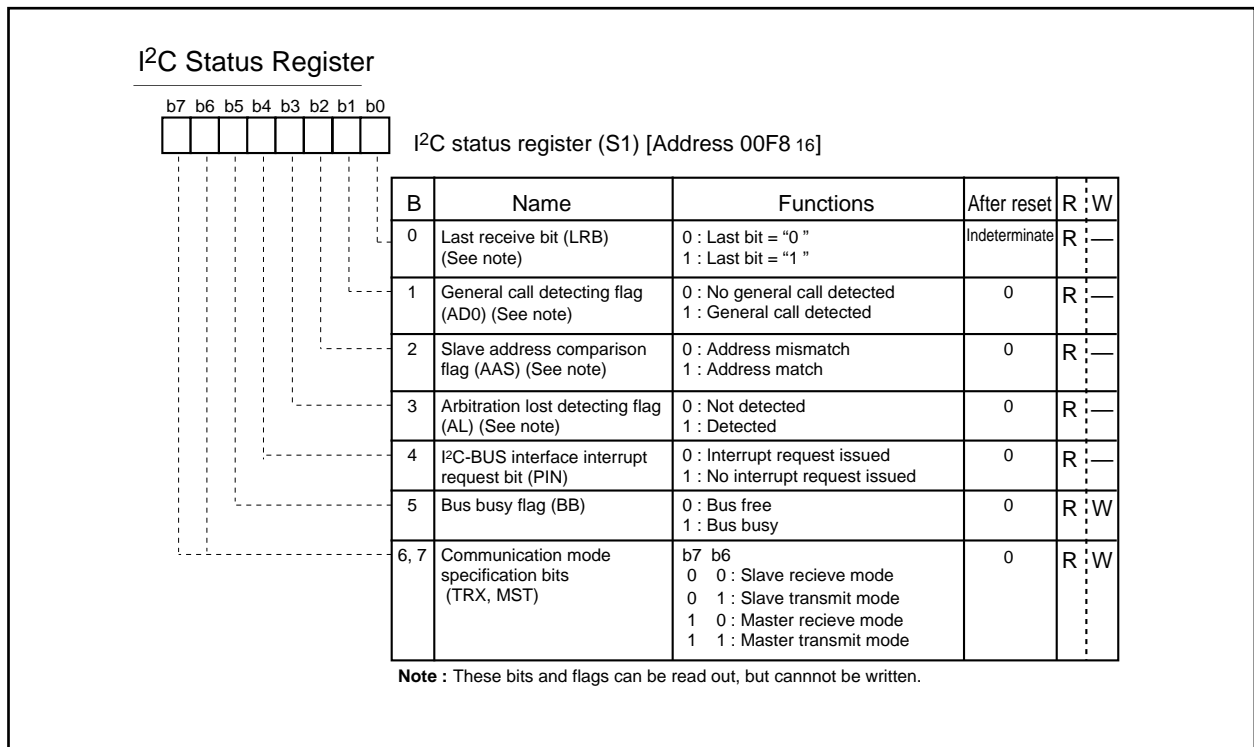 I2C Status Register
b7 b6 b5 b4 b3 b2 b1 b0
I2C status register (S1) [Address 00F8 16]
B Name Functions After reset R W
0 Last receive bit (LRB) (See note) 0 : Last bit = “0 ” 1 : Last bit = “1 ” Indeterminate R —
1 General call detecting flag (AD0) (See note) 0 : No general call detected 1 : General call detected 0 R —
2 Slave address comparison flag (AAS) (See note) 0 : Address mismatch 1 : Address match 0 R —
3 Arbitration lost detecting flag (AL) (See note) 0 : Not detected 1 : Detected 0 R —
4 I2C-BUS interface interrupt request bit (PIN) 0 : Interrupt request issued 1 : No interrupt request issued 0 R —
5 Bus busy flag (BB) 0 : Bus free 1 : Bus busy 0 R W
6, 7 Communication mode specification bits (TRX, MST) b7 b6 0 R W
0 0 : Slave recieve mode
0 1 : Slave transmit mode
1 0 : Master recieve mode
1 1 : Master transmit mode
Note : These bits and flags can be read out, but cannnot be written.